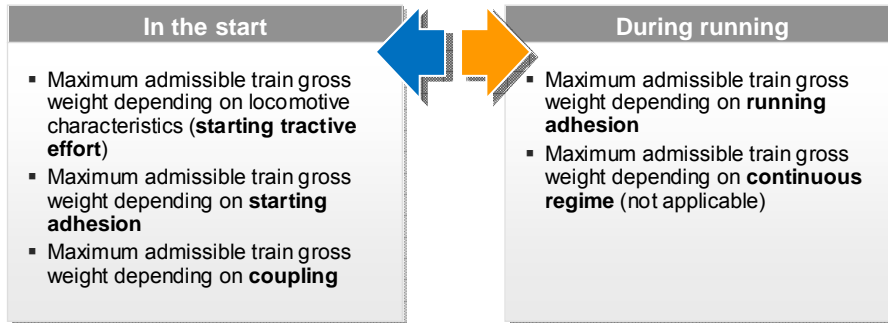 In the start
▪ Maximum admissible train gross
weight depending on locomotive
characteristics (starting tractive
effort)
▪ Maximum admissible train gross
weight depending on starting
adhesion
▪ Maximum admissible train gross
weight depending on coupling
During running
▪ Maximum admissible train gross
weight depending on running
adhesion
▪ Maximum admissible train gross
weight depending on continuous
regime (not applicable)